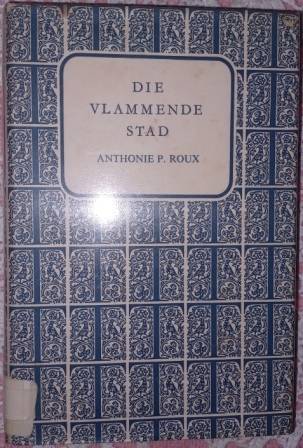 DIE
VLAMMENDE
STAD
ANTHONIE P. ROUX